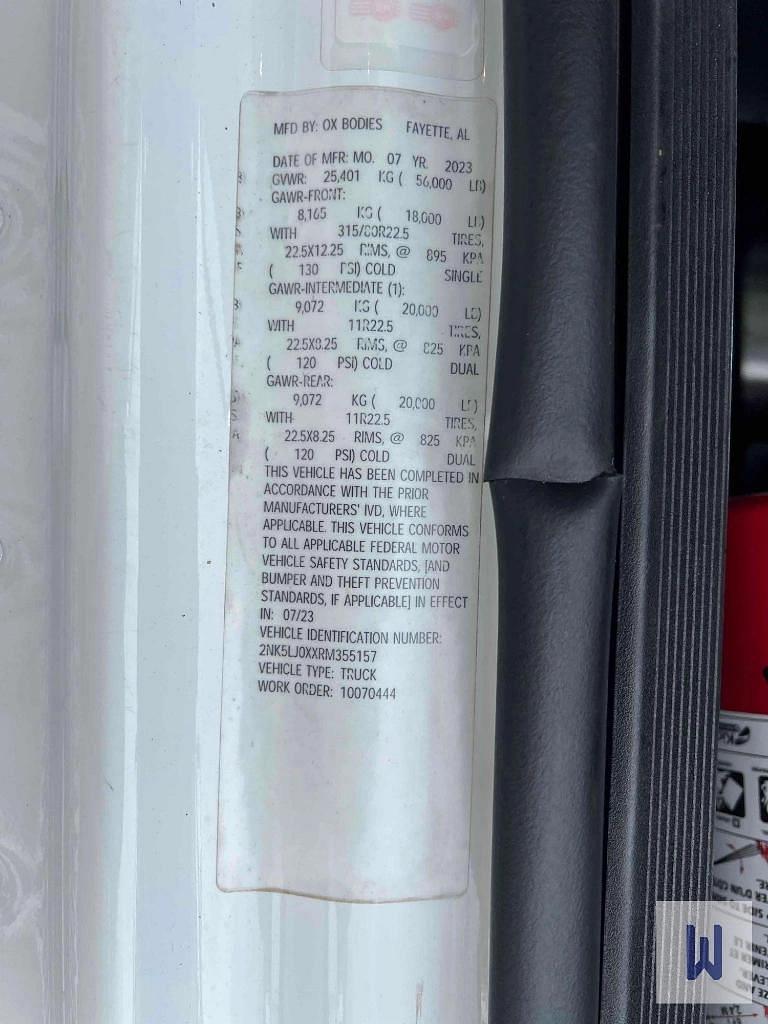 MFD BY: OX BODIES FAYETTE, AL
DATE OF MFR: MO. 07 YR. 2023
GVWR: 25,401 KG ( 56,000 LB)
GAWR-FRONT:
8,165 KG ( 18,000 LB)
WITH 315/80R22.5 TIRES,
22.5X12.25 RIMS, @ 895 KPA
( 130 PSI) COLD SINGLE
GAWR-INTERMEDIATE (1):
9,072 KG ( 20,000 LB)
WITH 11R22.5 TIRES,
22.5X8.25 RIMS, @ 825 KPA
( 120 PSI) COLD DUAL
GAWR-REAR:
9,072 KG ( 20,000 LB)
WITH 11R22.5 TIRES,
22.5X8.25 RIMS, @ 825 KPA
( 120 PSI) COLD DUAL
THIS VEHICLE HAS BEEN COMPLETED IN
ACCORDANCE WITH THE PRIOR
MANUFACTURERS' IVD, WHERE
APPLICABLE. THIS VEHICLE CONFORMS
TO ALL APPLICABLE FEDERAL MOTOR
VEHICLE SAFETY STANDARDS, [AND
BUMPER AND THEFT PREVENTION
STANDARDS, IF APPLICABLE] IN EFFECT
IN: 07/23
VEHICLE IDENTIFICATION NUMBER:
2NK5LJ0XXRM355157
VEHICLE TYPE: TRUCK
WORK ORDER: 10070444
W